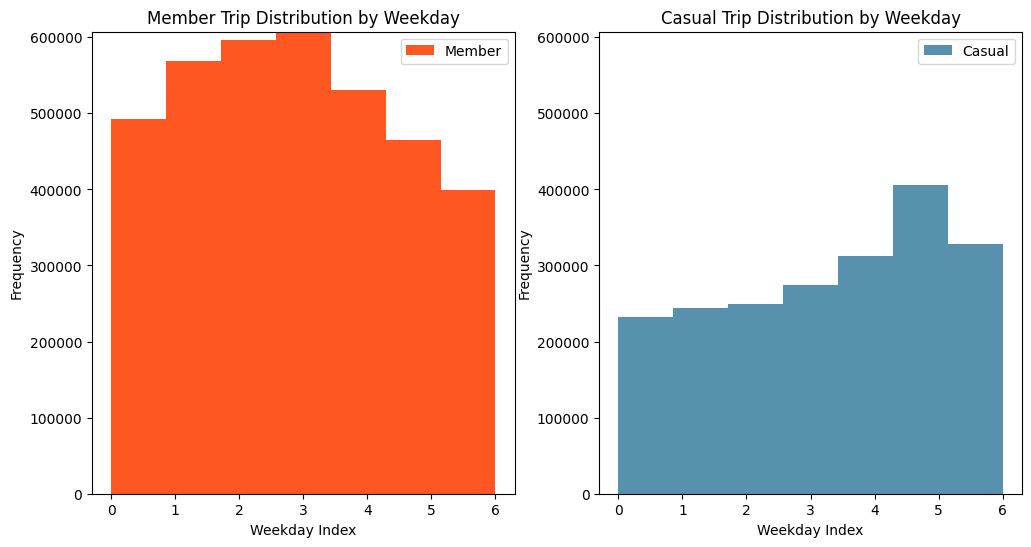 Member Trip Distribution by Weekday
Member
600000
500000
400000
300000
200000
100000
0
Frequency
0 1 2 3 4 5 6
Weekday Index
Casual Trip Distribution by Weekday
Casual
600000
500000
400000
300000
200000
100000
0
Frequency
0 1 2 3 4 5 6
Weekday Index